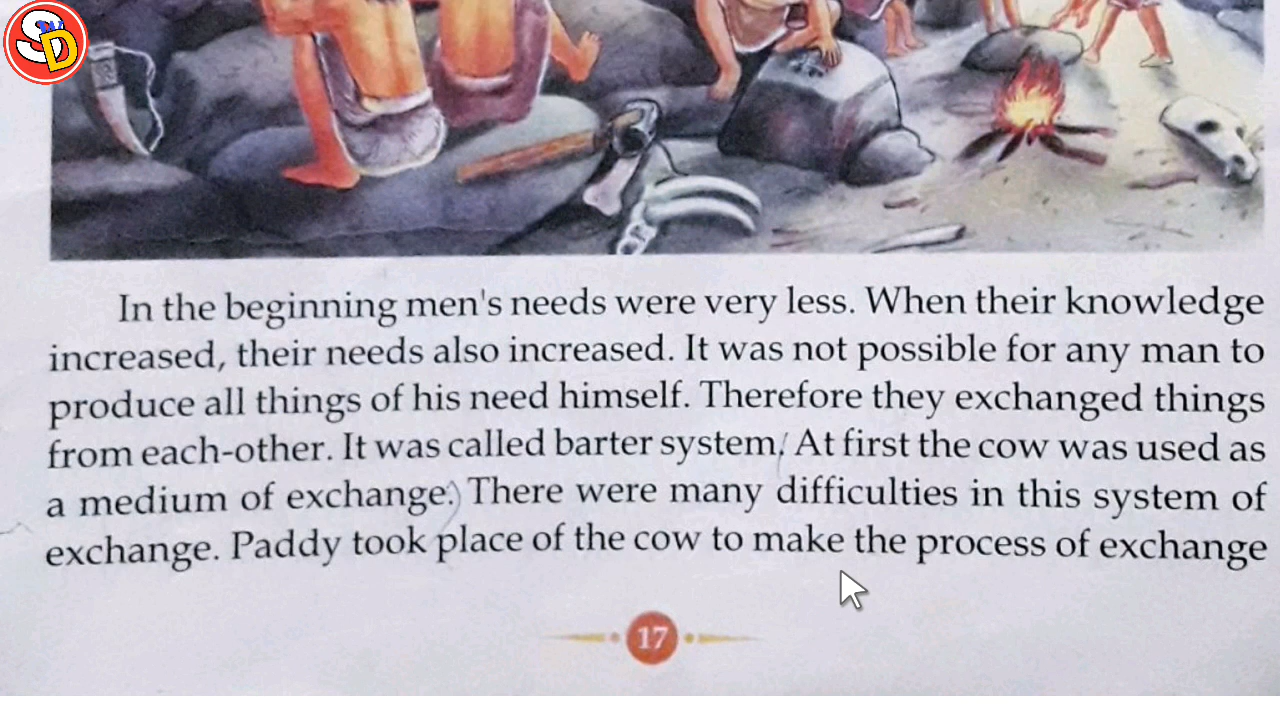 SD
In the beginning men's needs were very less. When their knowledge
increased, their needs also increased. It was not possible for any man to
produce all things of his need himself. Therefore they exchanged things
from each-other. It was called barter system. At first the cow was used as
a medium of exchange. There were many difficulties in this system of
exchange. Paddy took place of the cow to make the process of exchange
17